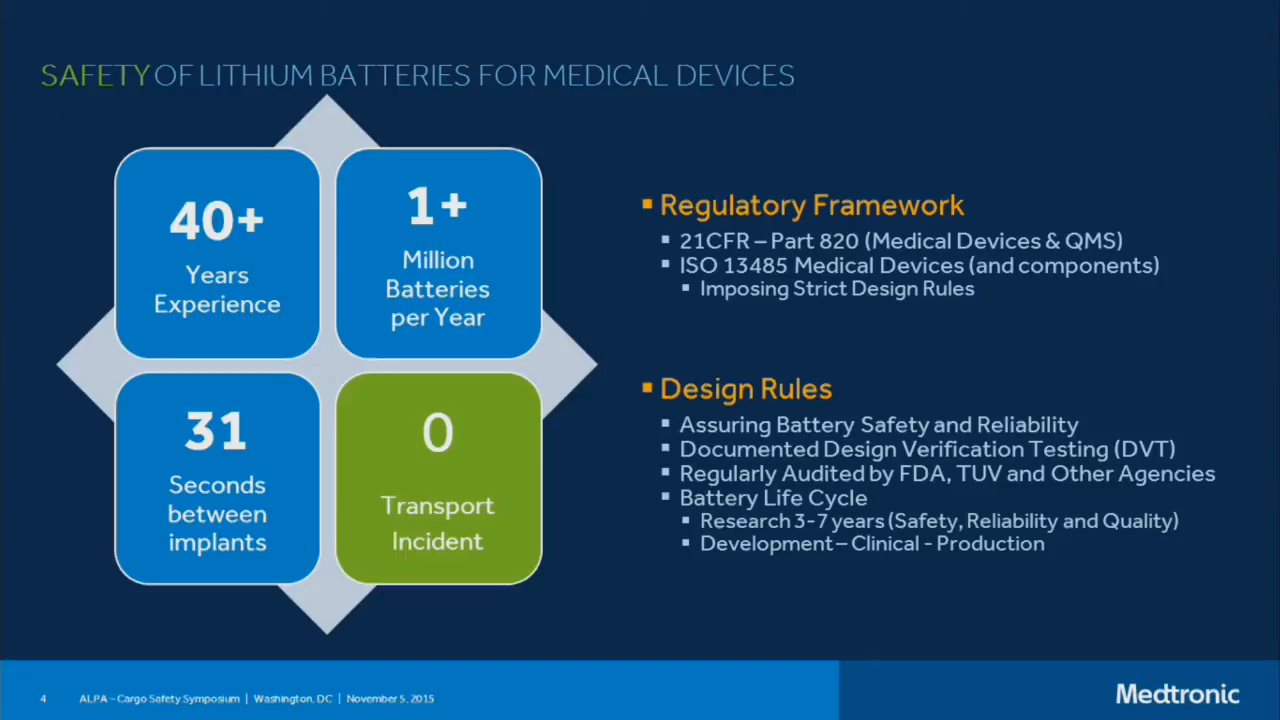 SAFETY OF LITHIUM BATTERIES FOR MEDICAL DEVICES
40+
Years
Experience
1+
Million
Batteries
per Year
31
Seconds
between
implants
0
Transport
Incident
Regulatory Framework
21CFR – Part 820 (Medical Devices & QMS)
ISO 13485 Medical Devices (and components)
Imposing Strict Design Rules
Design Rules
Assuring Battery Safety and Reliability
Documented Design Verification Testing (DVT)
Regularly Audited by FDA, TUV and Other Agencies
Battery Life Cycle
Research 3-7 years (Safety, Reliability and Quality)
Development – Clinical - Production
4 ALPA – Cargo Safety Symposium | Washington, DC | November 5, 2015
Medtronic